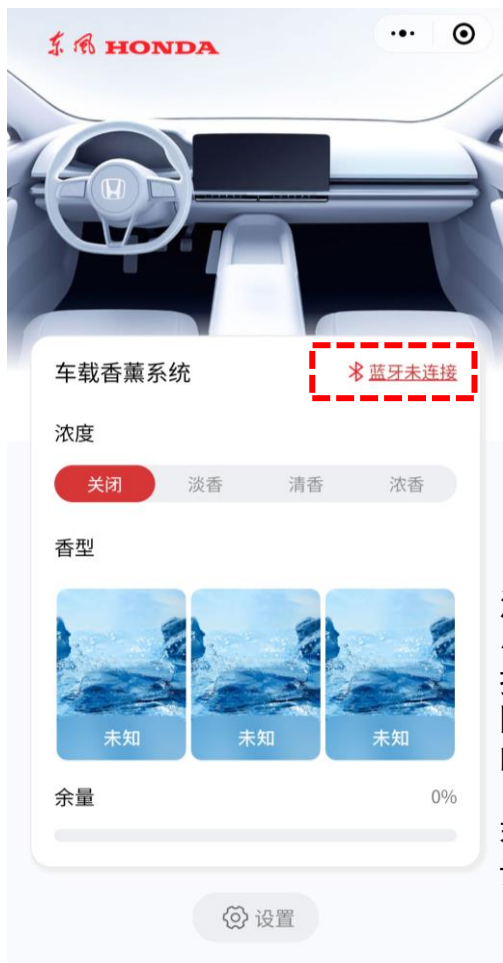 东风 HONDA
车载香薰系统
蓝牙未连接
浓度
关闭 淡香 清香 浓香
香型
未知 未知 未知
余量 0%
设置